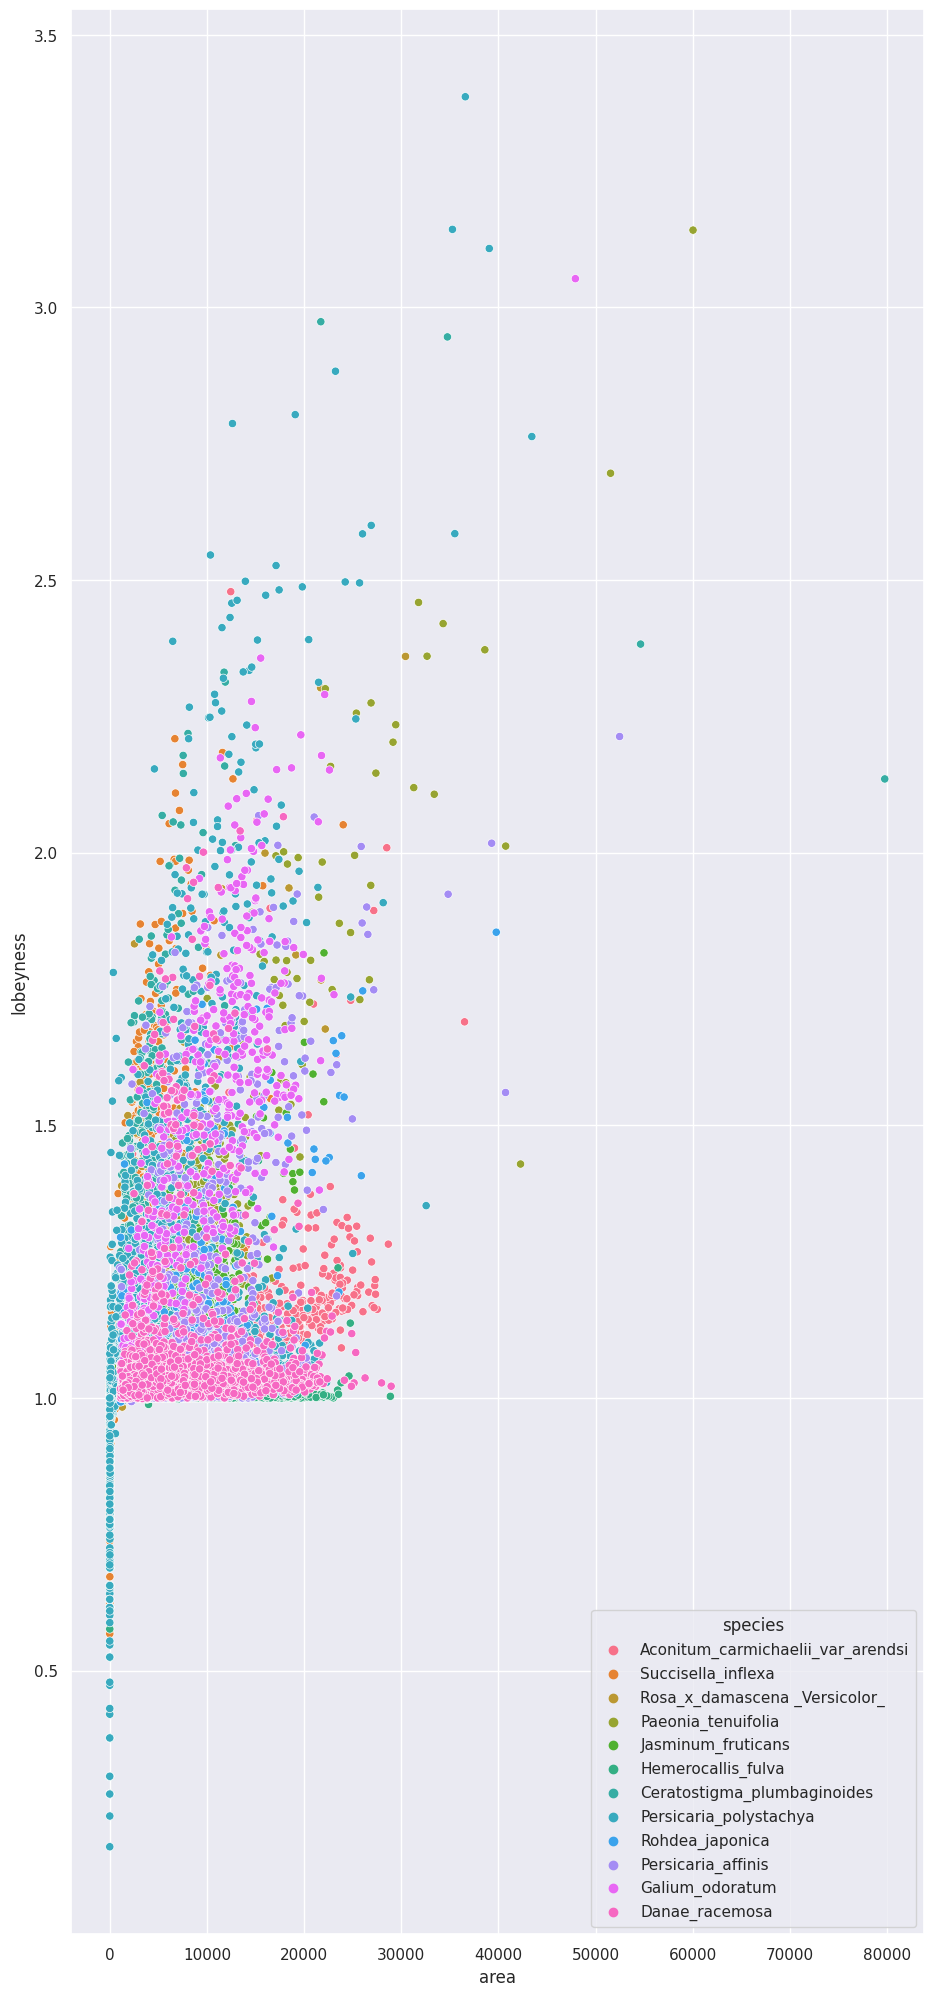 3.5
3.0
2.5
2.0
1.5
1.0
0.5
lobeyness
species
Aconitum_carmichaelii_var_arendsi
Succisella_inflexa
Rosa_x_damascena _Versicolor_
Paeonia_tenuifolia
Jasminum_fruticans
Hemerocallis_fulva
Ceratostigma_plumbaginoides
Persicaria_polystachya
Rohdea_japonica
Persicaria_affinis
Galium_odoratum
Danae_racemosa
0 10000 20000 30000 40000 50000 60000 70000 80000
area